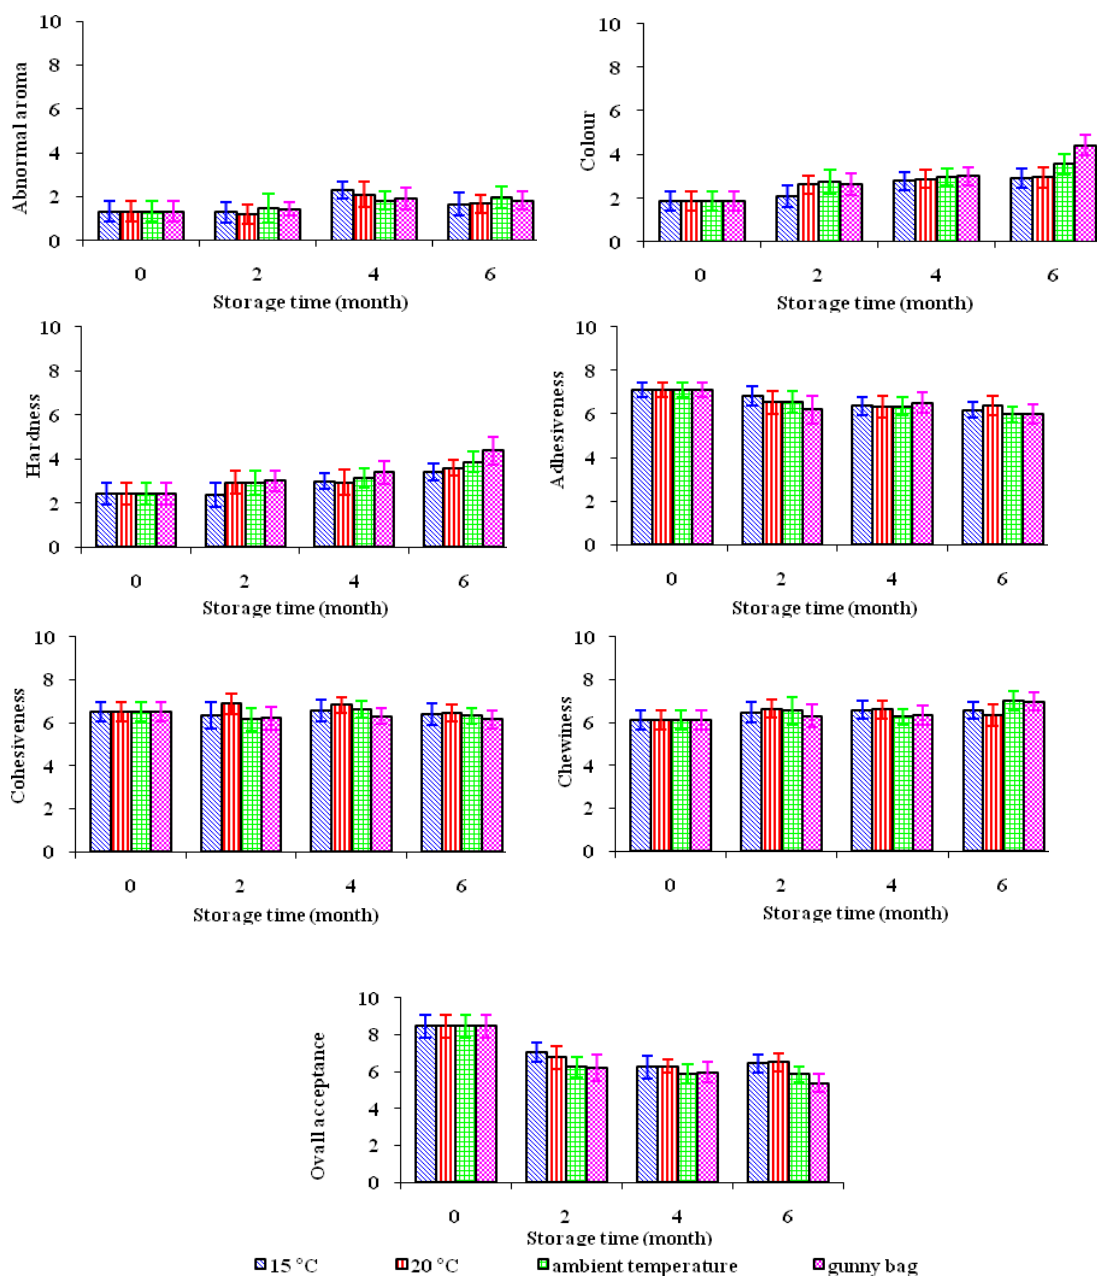 10
8
6
4
2
0
Abnormal aroma
0 2 4 6
Storage time (month)
10
8
6
4
2
0
Colour
0 2 4 6
Storage time (month)
10
8
6
4
2
0
Hardness
0 2 4 6
Storage time (month)
10
8
6
4
2
0
Adhesiveness
0 2 4 6
Storage time (month)
10
8
6
4
2
0
Cohesiveness
0 2 4 6
Storage time (month)
10
8
6
4
2
0
Chewiness
0 2 4 6
Storage time (month)
10
8
6
4
2
0
Ovall acceptance
0 2 4 6
Storage time (month)
15 °C 20 °C ambient temperature gunny bag